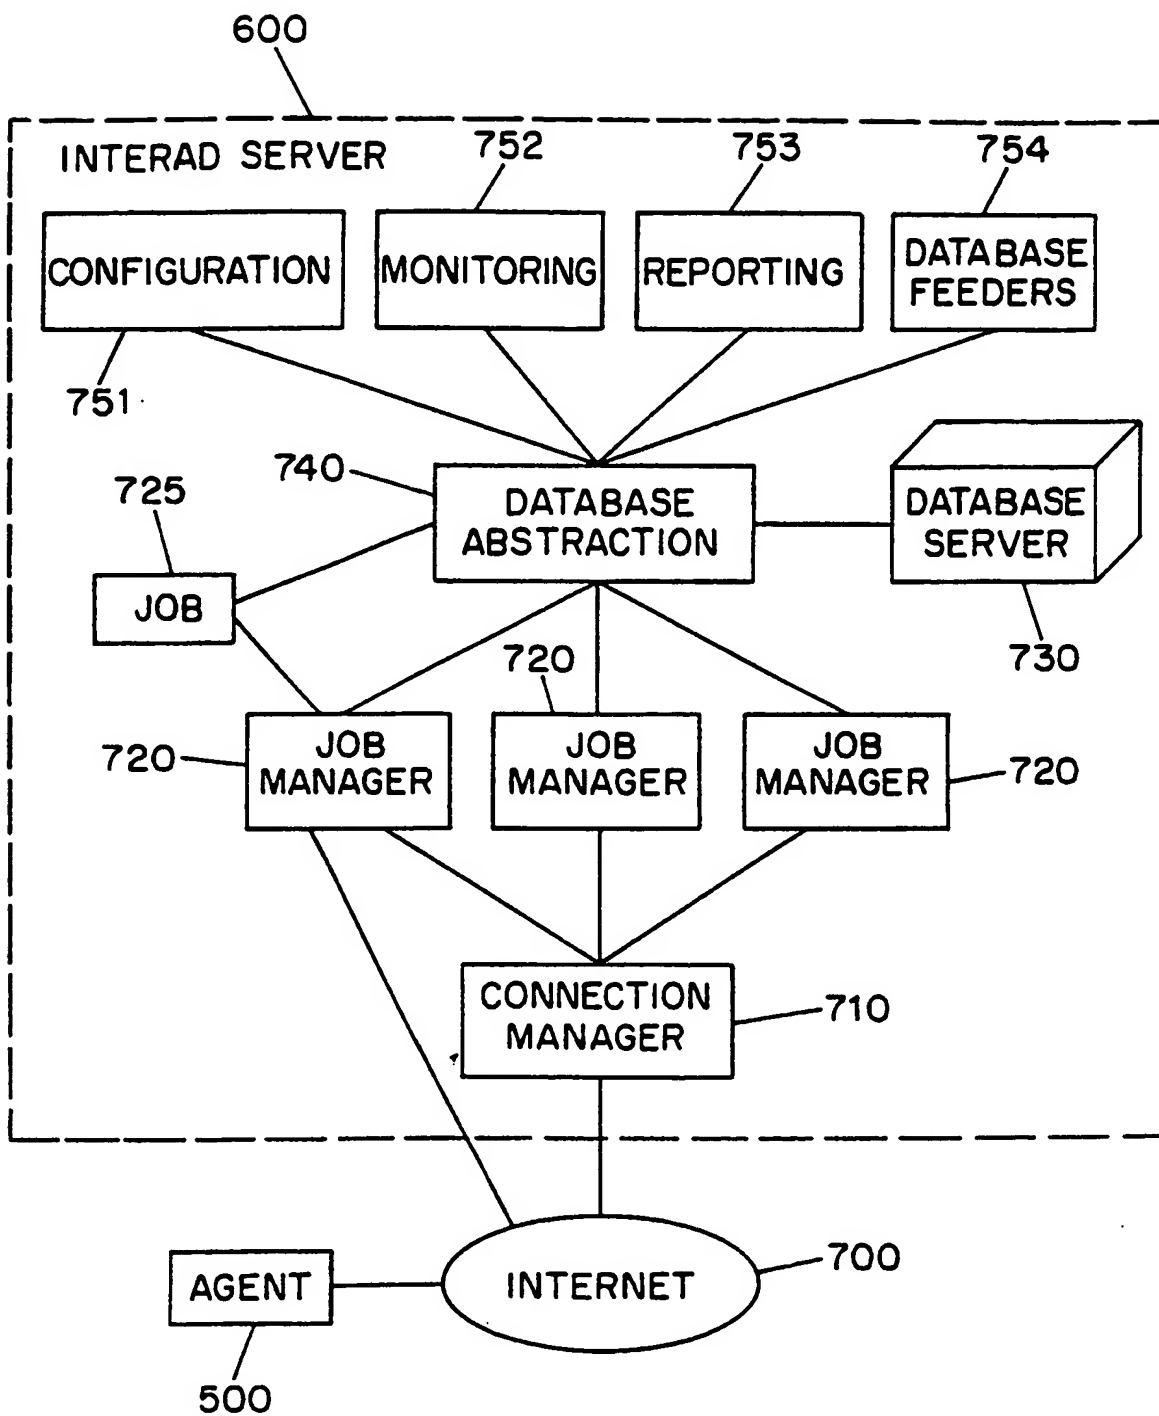 600
INTERAD SERVER
752
753
754
CONFIGURATION
MONITORING
REPORTING
DATABASE
FEEDERS
751
740
725
DATABASE
ABSTRACTION
DATABASE
SERVER
JOB
730
720
720
JOB
MANAGER
JOB
MANAGER
JOB
MANAGER
720
CONNECTION
MANAGER
710
700
AGENT
INTERNET
500